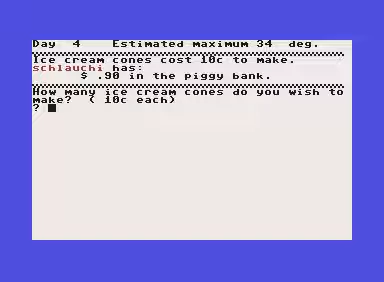 Day 4 Estimated maximum 34 deg.
Ice cream cones cost 10c to make.
schlauchi has:
$ .90 in the piggy bank.
How many ice cream cones do you wish to
make? ( 10c each)
?